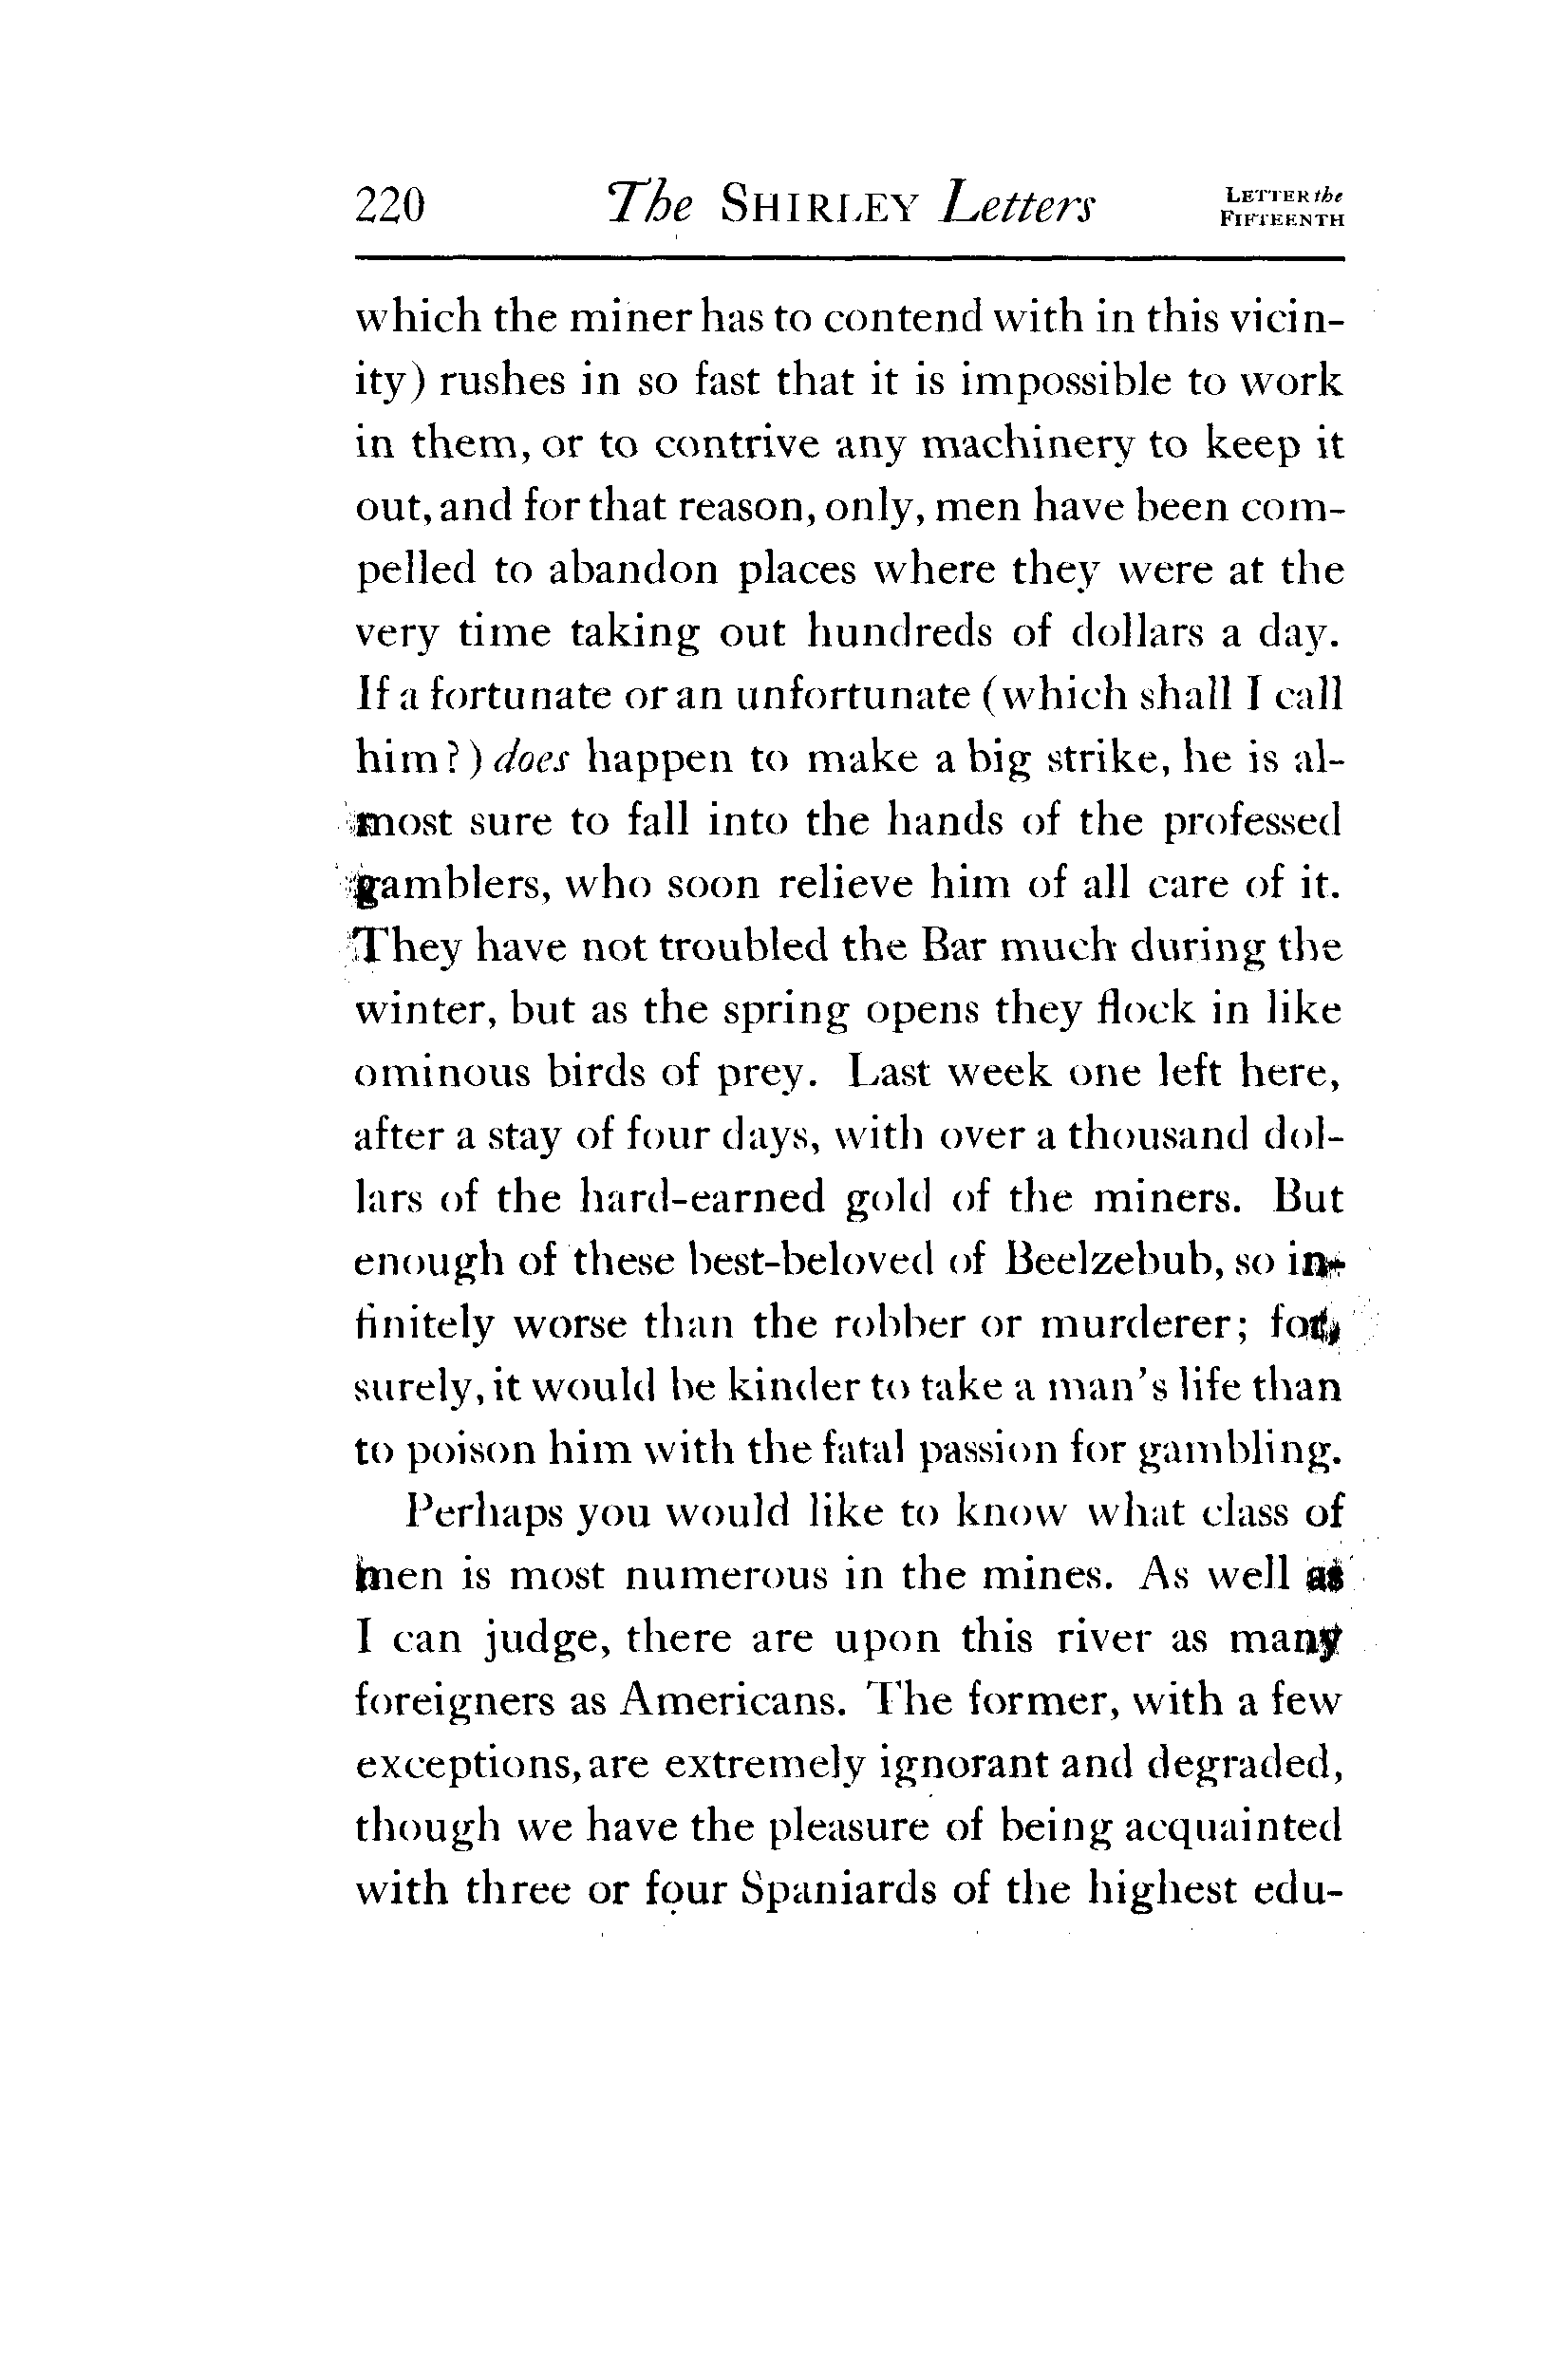 220 The SHIRLEY Letters LETTER the FIFTEENTH
which the miner has to contend with in this vicin-
ity) rushes in so fast that it is impossible to work
in them, or to contrive any machinery to keep it
out, and for that reason, only, men have been com-
pelled to abandon places where they were at the
very time taking out hundreds of dollars a day.
If a fortunate or an unfortunate (which shall I call
him?) does happen to make a big strike, he is al-
most sure to fall into the hands of the professed
gamblers, who soon relieve him of all care of it.
They have not troubled the Bar much during the
winter, but as the spring opens they flock in like
ominous birds of prey. Last week one left here,
after a stay of four days, with over a thousand dol-
lars of the hard-earned gold of the miners. But
enough of these best-beloved of Beelzebub, so in-
finitely worse than the robber or murderer; for,
surely, it would be kinder to take a man's life than
to poison him with the fatal passion for gambling.
Perhaps you would like to know what class of
men is most numerous in the mines. As well as
I can judge, there are upon this river as many
foreigners as Americans. The former, with a few
exceptions, are extremely ignorant and degraded,
though we have the pleasure of being acquainted
with three or four Spaniards of the highest edu-